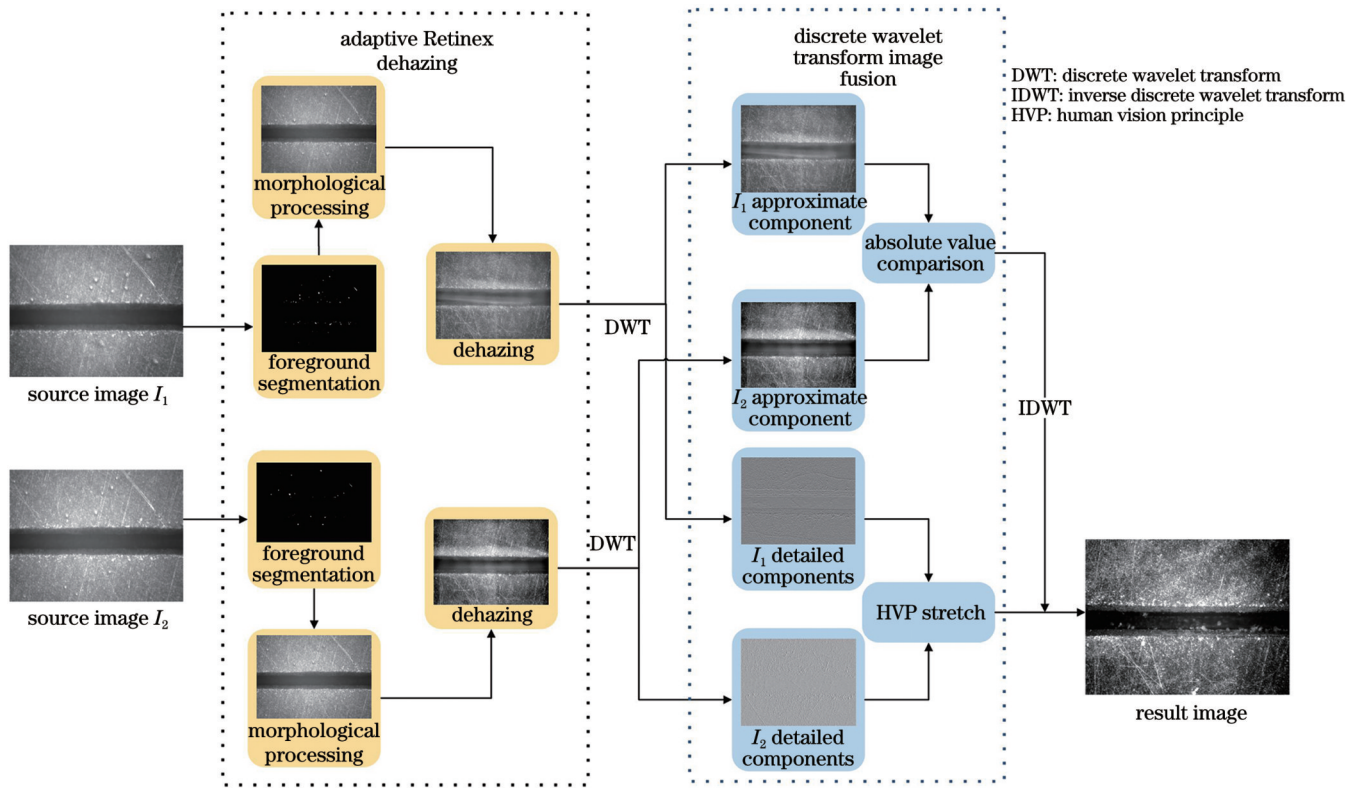 adaptive Retinex
dehazing
morphological
processing
source image I₁
foreground
segmentation
dehazing
DWT
source image I₂
foreground
segmentation
morphological
processing
dehazing
DWT
discrete wavelet
transform image
fusion
I₁ approximate
component
I₂ approximate
component
absolute value
comparison
I₁ detailed
components
I₂ detailed
components
HVP stretch
IDWT
result image
DWT: discrete wavelet transform
IDWT: inverse discrete wavelet transform
HVP: human vision principle